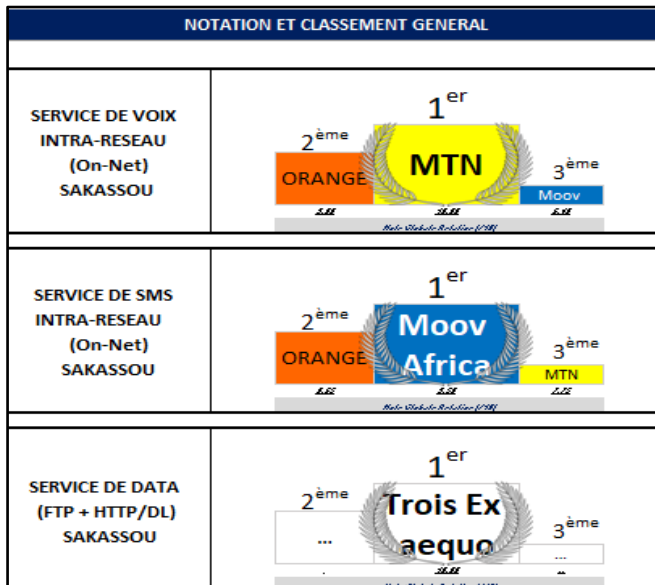 NOTATION ET CLASSEMENT GENERAL
SERVICE DE VOIX
INTRA-RESEAU
(On-Net)
SAKASSOU
1er
2ème
MTN
3ème
ORANGE
Moov
SERVICE DE SMS
INTRA-RESEAU
(On-Net)
SAKASSOU
1er
2ème
Moov
Africa
3ème
ORANGE
MTN
SERVICE DE DATA
(FTP + HTTP/DL)
SAKASSOU
1er
2ème
Trois Ex
aequo
3ème
...
...